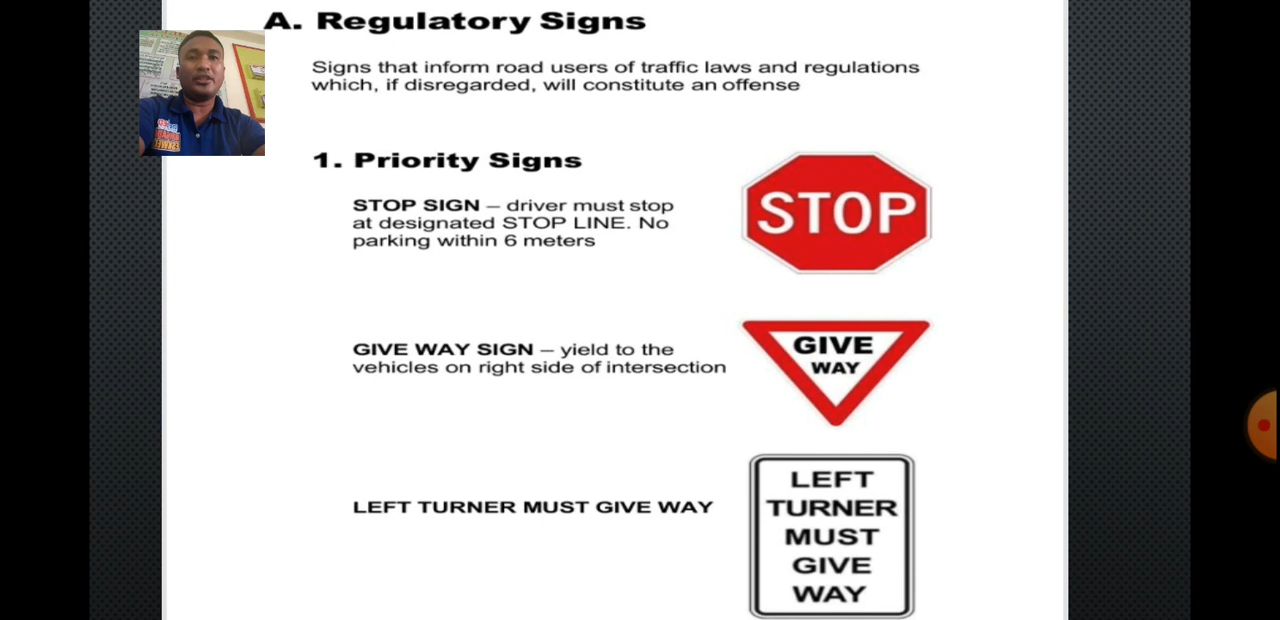 A. Regulatory Signs
Signs that inform road users of traffic laws and regulations
which, if disregarded, will constitute an offense
1. Priority Signs
STOP SIGN – driver must stop
at designated STOP LINE. No
parking within 6 meters
STOP
GIVE WAY SIGN – yield to the
vehicles on right side of intersection
GIVE
WAY
LEFT TURNER MUST GIVE WAY
LEFT
TURNER
MUST
GIVE
WAY